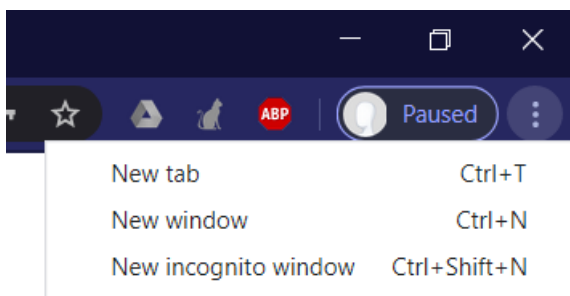 ABP
Paused
New tab Ctrl+T
New window Ctrl+N
New incognito window Ctrl+Shift+N